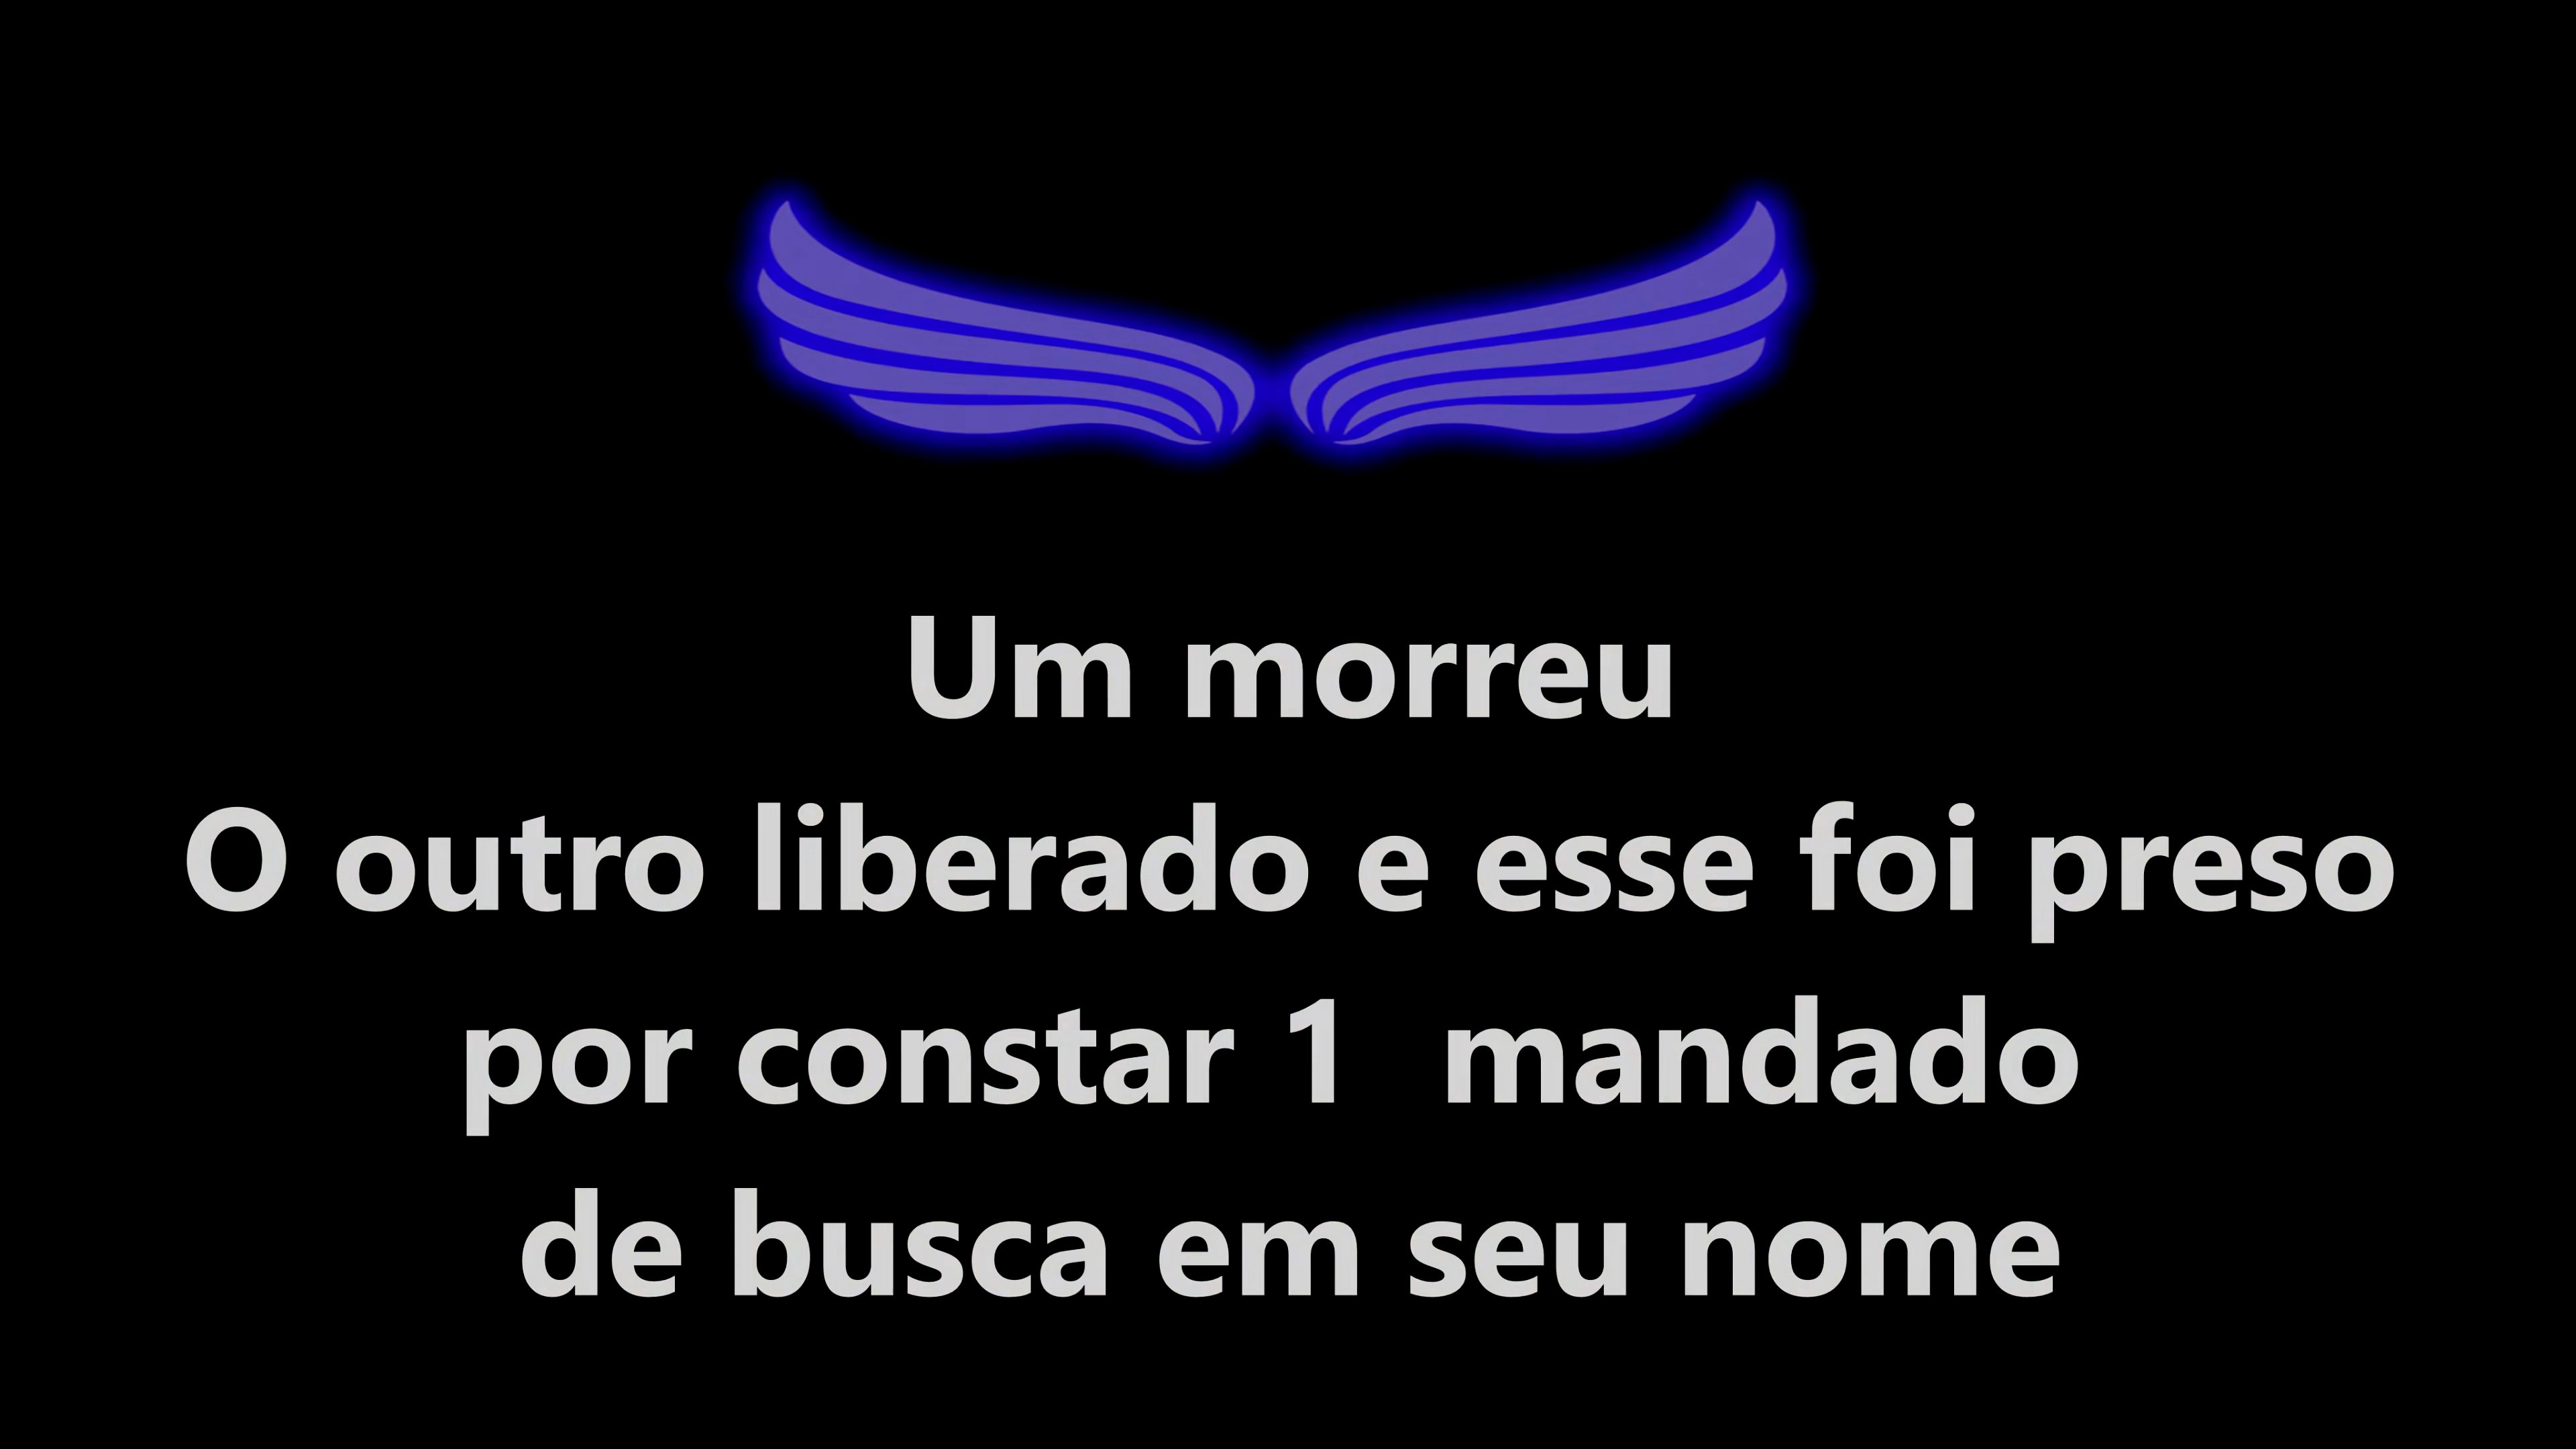 Um morreu
O outro liberado e esse foi preso
por constar 1  mandado
de busca em seu nome